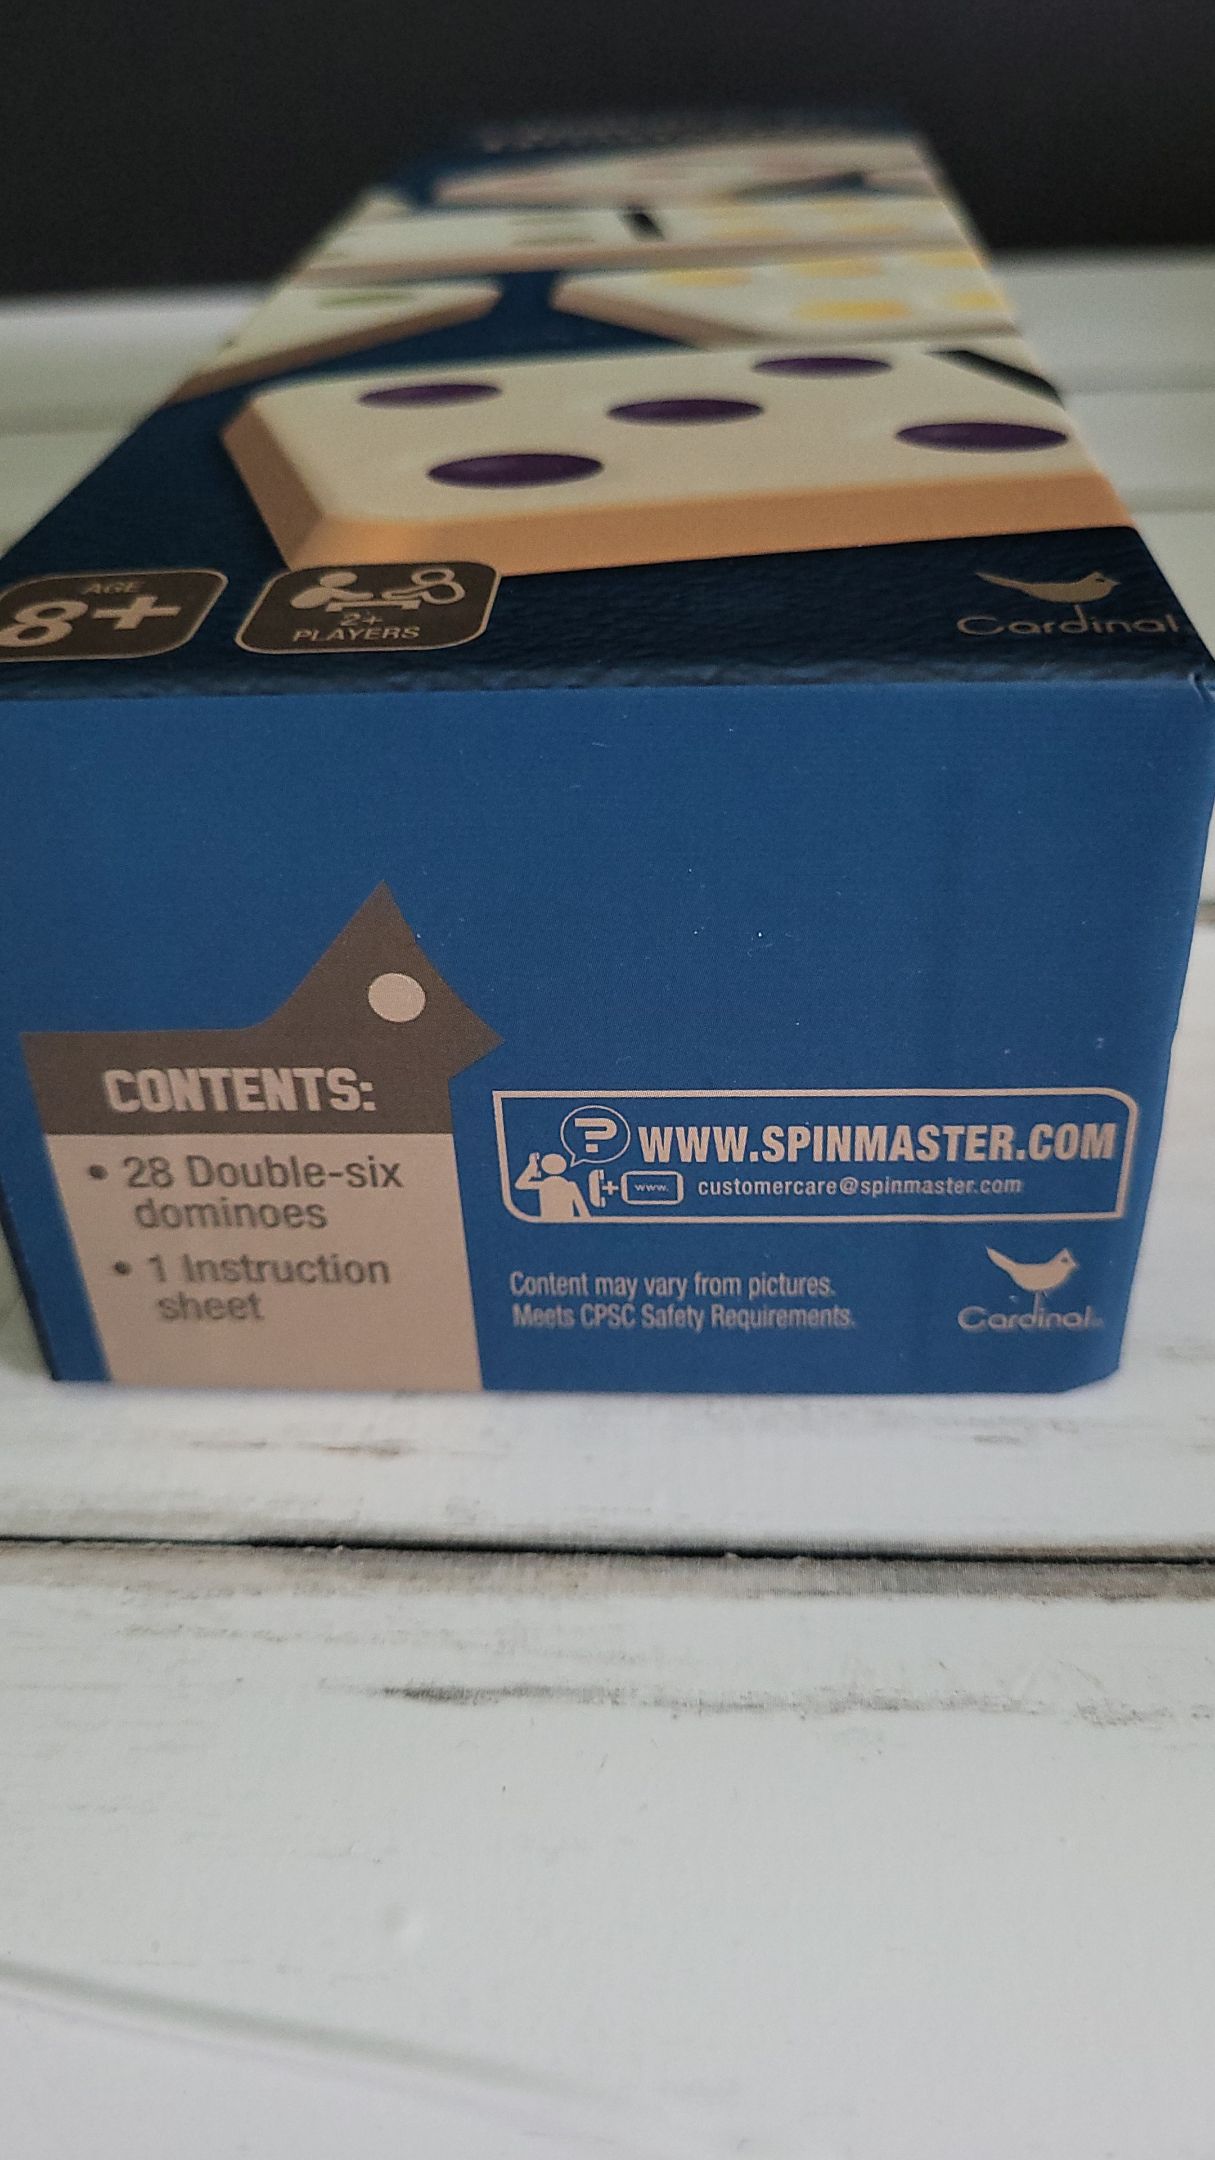 AGE
8+
2+
PLAYERS
Cardinal
CONTENTS:
• 28 Double-six
dominoes
• 1 Instruction
sheet
?
WWW.SPINMASTER.COM
+ www. customercare@spinmaster.com
Content may vary from pictures.
Meets CPSC Safety Requirements.
Cardinal